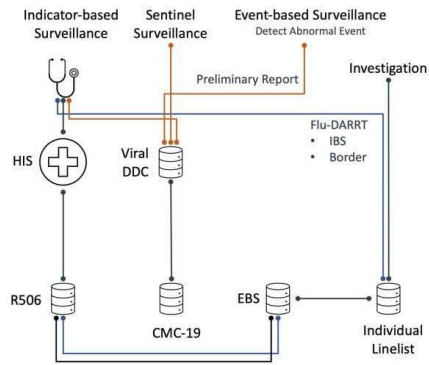 Indicator-based
Surveillance
Sentinel
Surveillance
Event-based Surveillance
Detect Abnormal Event
Preliminary Report
Investigation
Flu-DARRT
• IBS
• Border
HIS
Viral
DDC
R506
CMC-19
EBS
Individual
Linelist